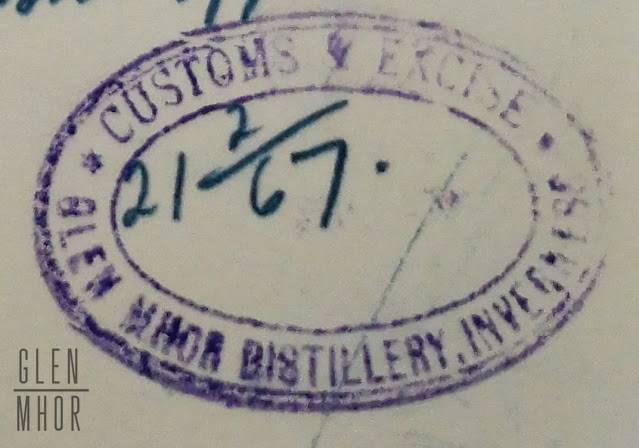 CUSTOMS & EXCISE
21 2/67.
GLEN MHOR DISTILLERY, INVERNESS
GLEN
MHOR